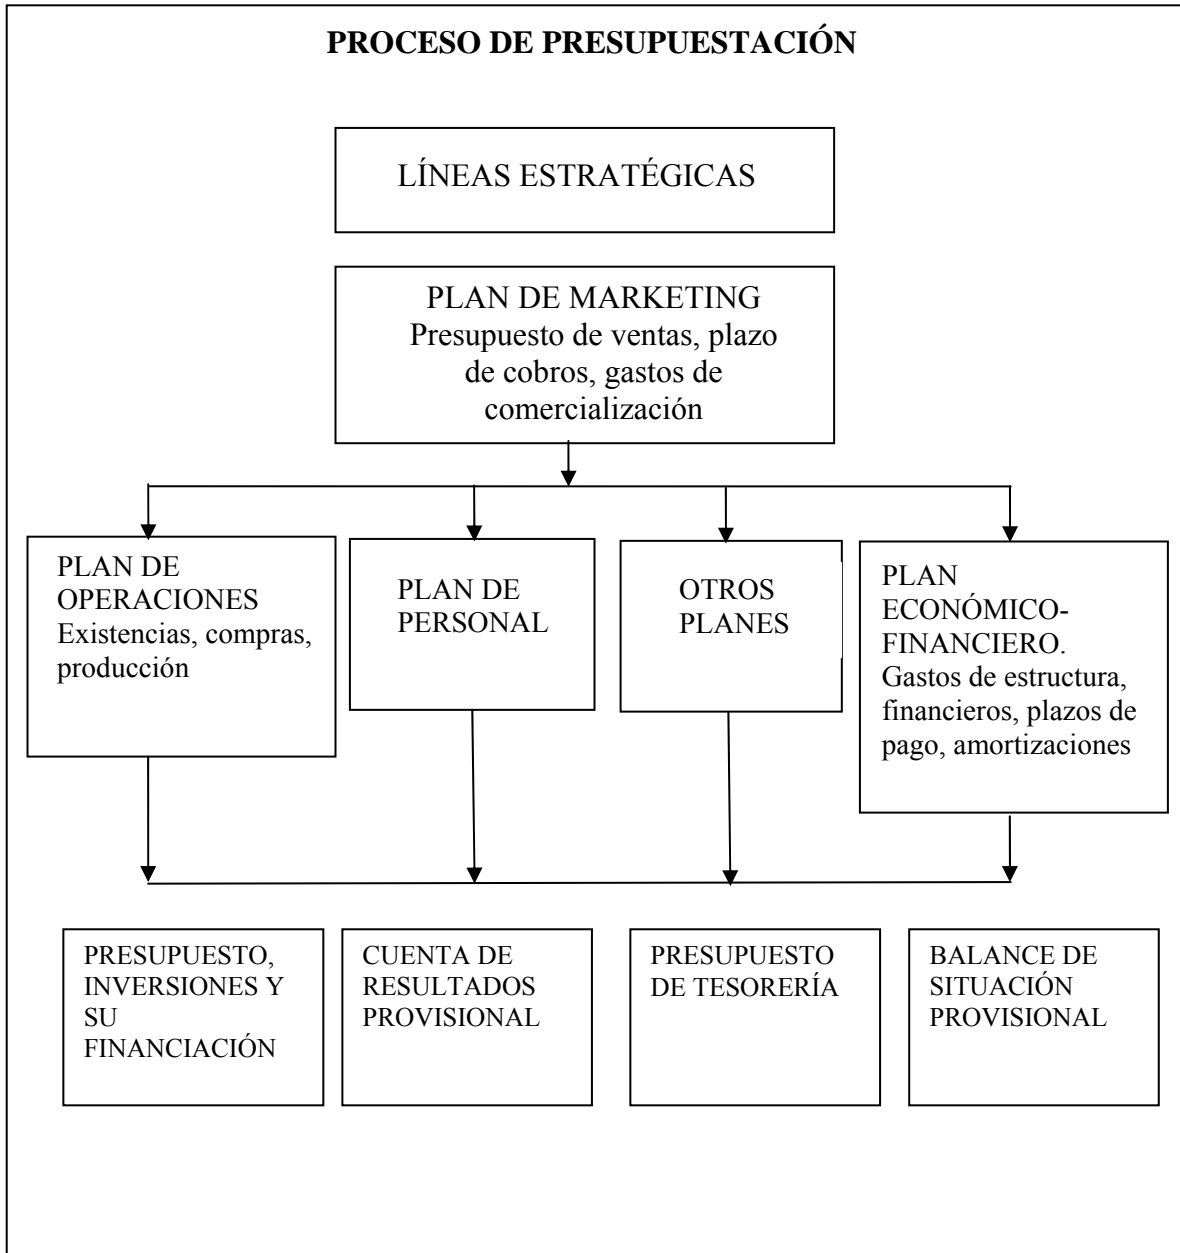 PROCESO DE PRESUPUESTACIÓN
LÍNEAS ESTRATÉGICAS
PLAN DE MARKETING
Presupuesto de ventas, plazo
de cobros, gastos de
comercialización
PLAN DE
OPERACIONES
Existencias, compras,
producción
PLAN DE
PERSONAL
OTROS
PLANES
PLAN
ECONÓMICO-
FINANCIERO.
Gastos de estructura,
financieros, plazos de
pago, amortizaciones
PRESUPUESTO,
INVERSIONES Y
SU
FINANCIACIÓN
CUENTA DE
RESULTADOS
PROVISIONAL
PRESUPUESTO
DE TESORERÍA
BALANCE DE
SITUACIÓN
PROVISIONAL